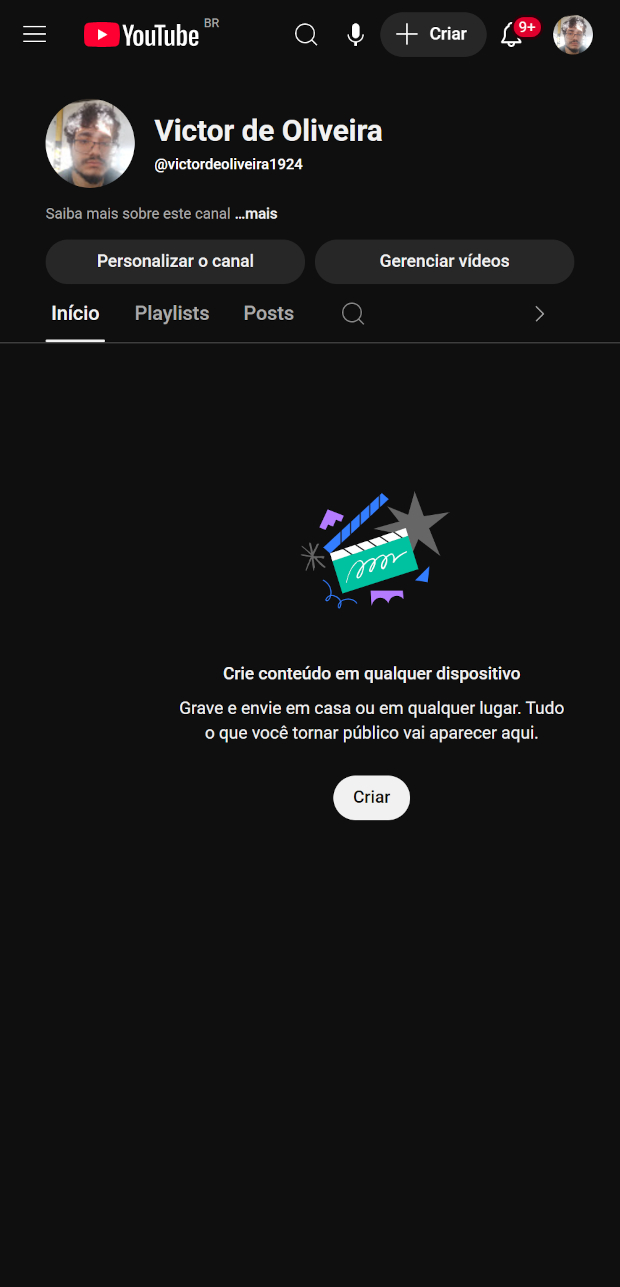 YouTube BR
Criar
9+
Victor de Oliveira
@victordeoliveira1924
Saiba mais sobre este canal ...mais
Personalizar o canal
Gerenciar vídeos
Início
Playlists
Posts
Crie conteúdo em qualquer dispositivo
Grave e envie em casa ou em qualquer lugar. Tudo
o que você tornar público vai aparecer aqui.
Criar